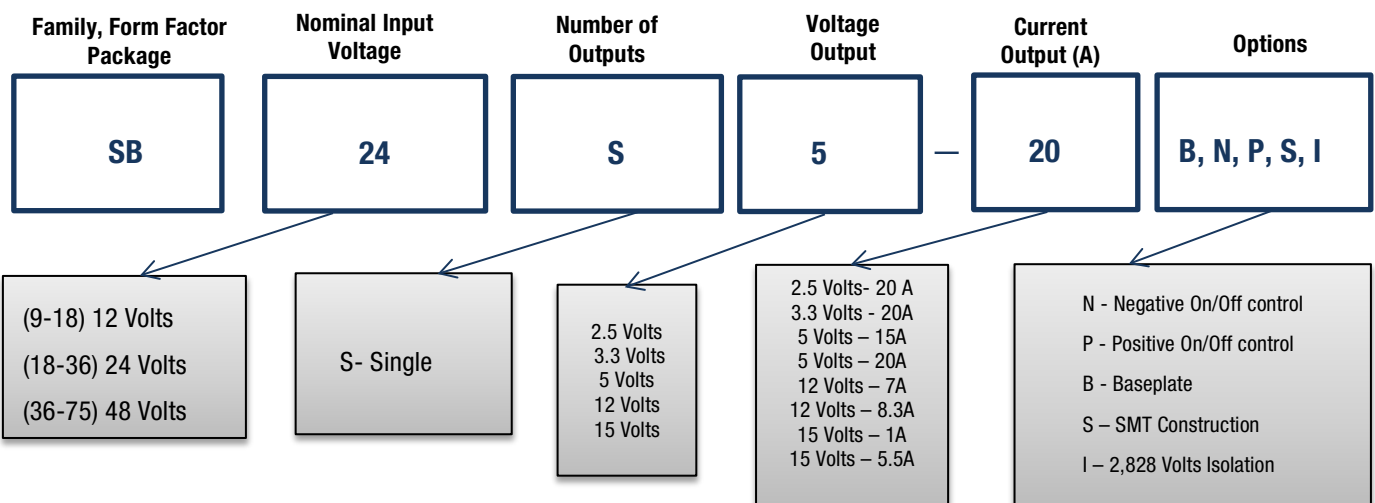 Family, Form Factor
Package
Nominal Input
Voltage
Number of
Outputs
Voltage
Output
Current
Output (A)
Options
SB
24
S
5
—
20
B, N, P, S, I
(9-18) 12 Volts
(18-36) 24 Volts
(36-75) 48 Volts
S- Single
2.5 Volts
3.3 Volts
5 Volts
12 Volts
15 Volts
2.5 Volts- 20 A
3.3 Volts - 20A
5 Volts – 15A
5 Volts – 20A
12 Volts – 7A
12 Volts – 8.3A
15 Volts – 1A
15 Volts – 5.5A
N - Negative On/Off control
P - Positive On/Off control
B - Baseplate
S – SMT Construction
I – 2,828 Volts Isolation